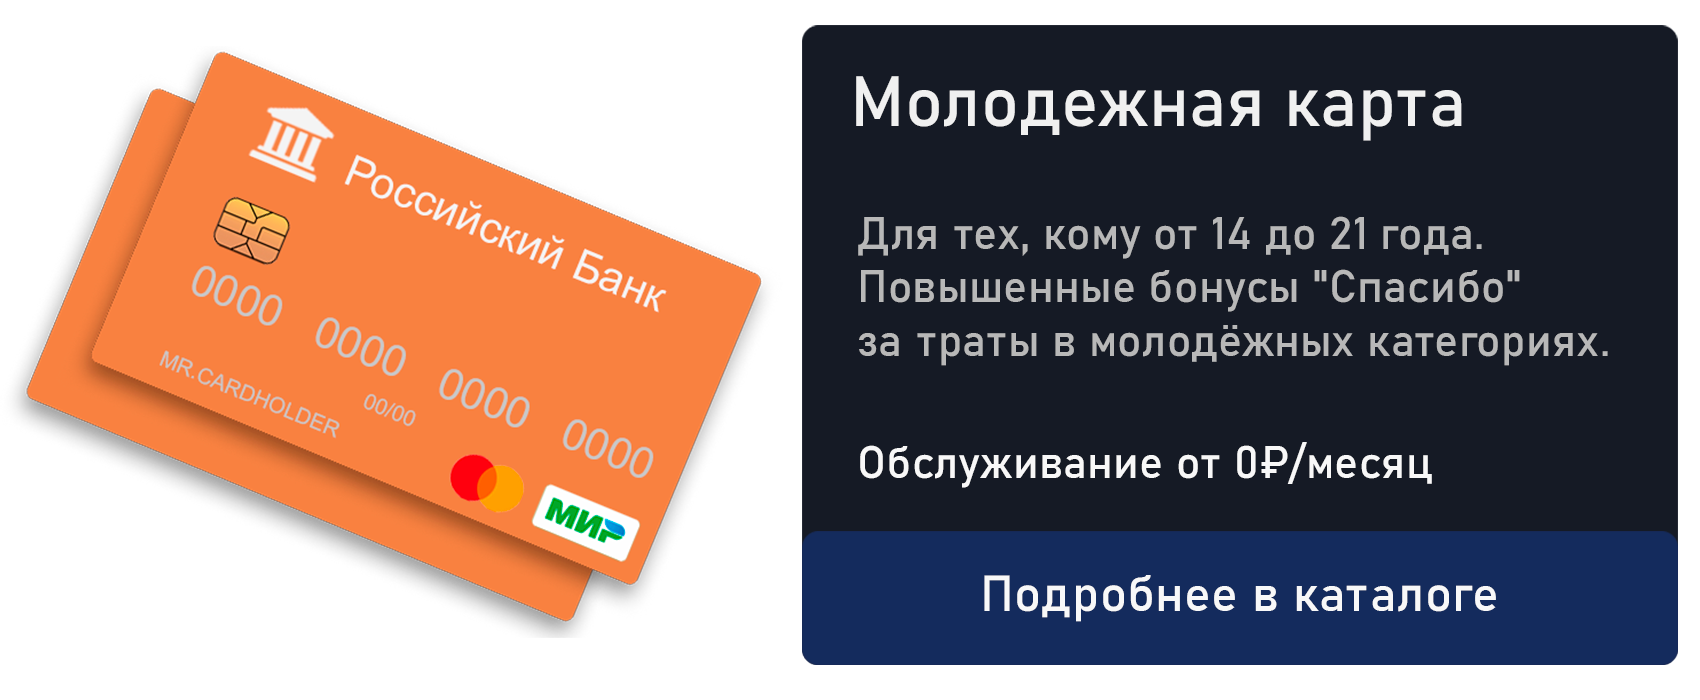 Российский Банк
0000 0000 0000 0000
MR.CARDHOLDER 00/00
МИР
Молодежная карта
Для тех, кому от 14 до 21 года.
Повышенные бонусы "Спасибо"
за траты в молодёжных категориях.
Обслуживание от 0₽/месяц
Подробнее в каталоге